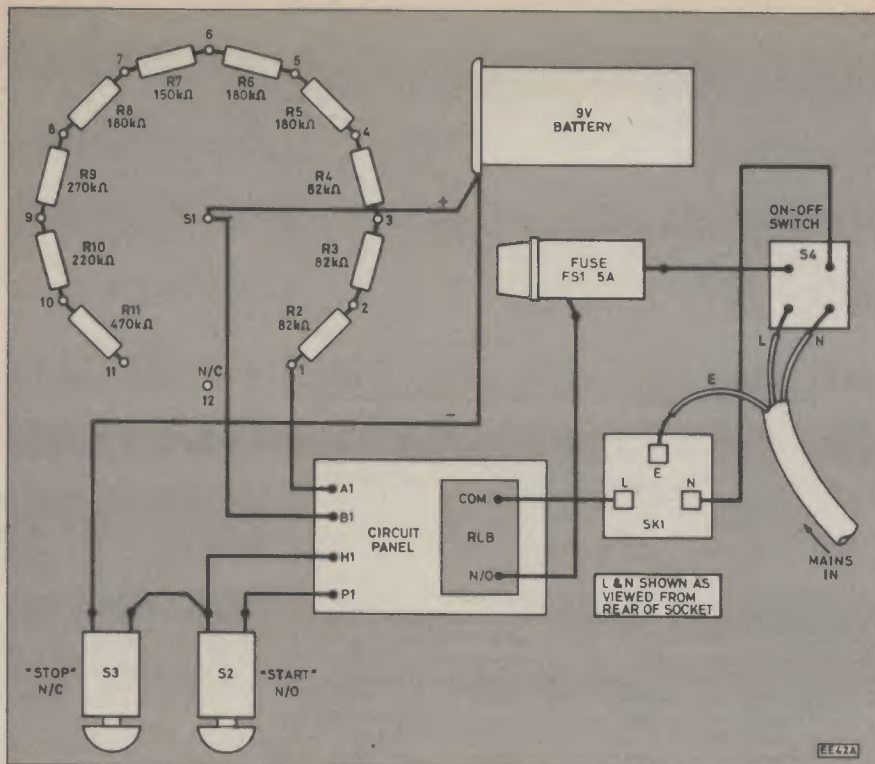 6
7
5
R7
150kΩ
R6
180kΩ
R8
180kΩ
R5
180kΩ
8
4
R9
270kΩ
R4
82kΩ
9
S1
3
R10
220kΩ
R3
82kΩ
10
2
R11
470kΩ
R2
82kΩ
11
1
N/C
12
+
−
9V
BATTERY
FUSE
FS1 5A
ON-OFF
SWITCH
S4
L
N
E
E
L
N
SK1
MAINS
IN
L & N SHOWN AS
VIEWED FROM
REAR OF SOCKET
A1
B1
H1
P1
CIRCUIT
PANEL
COM.
RLB
N/O
"STOP"
N/C
S3
S2
"START"
N/O
EE42A